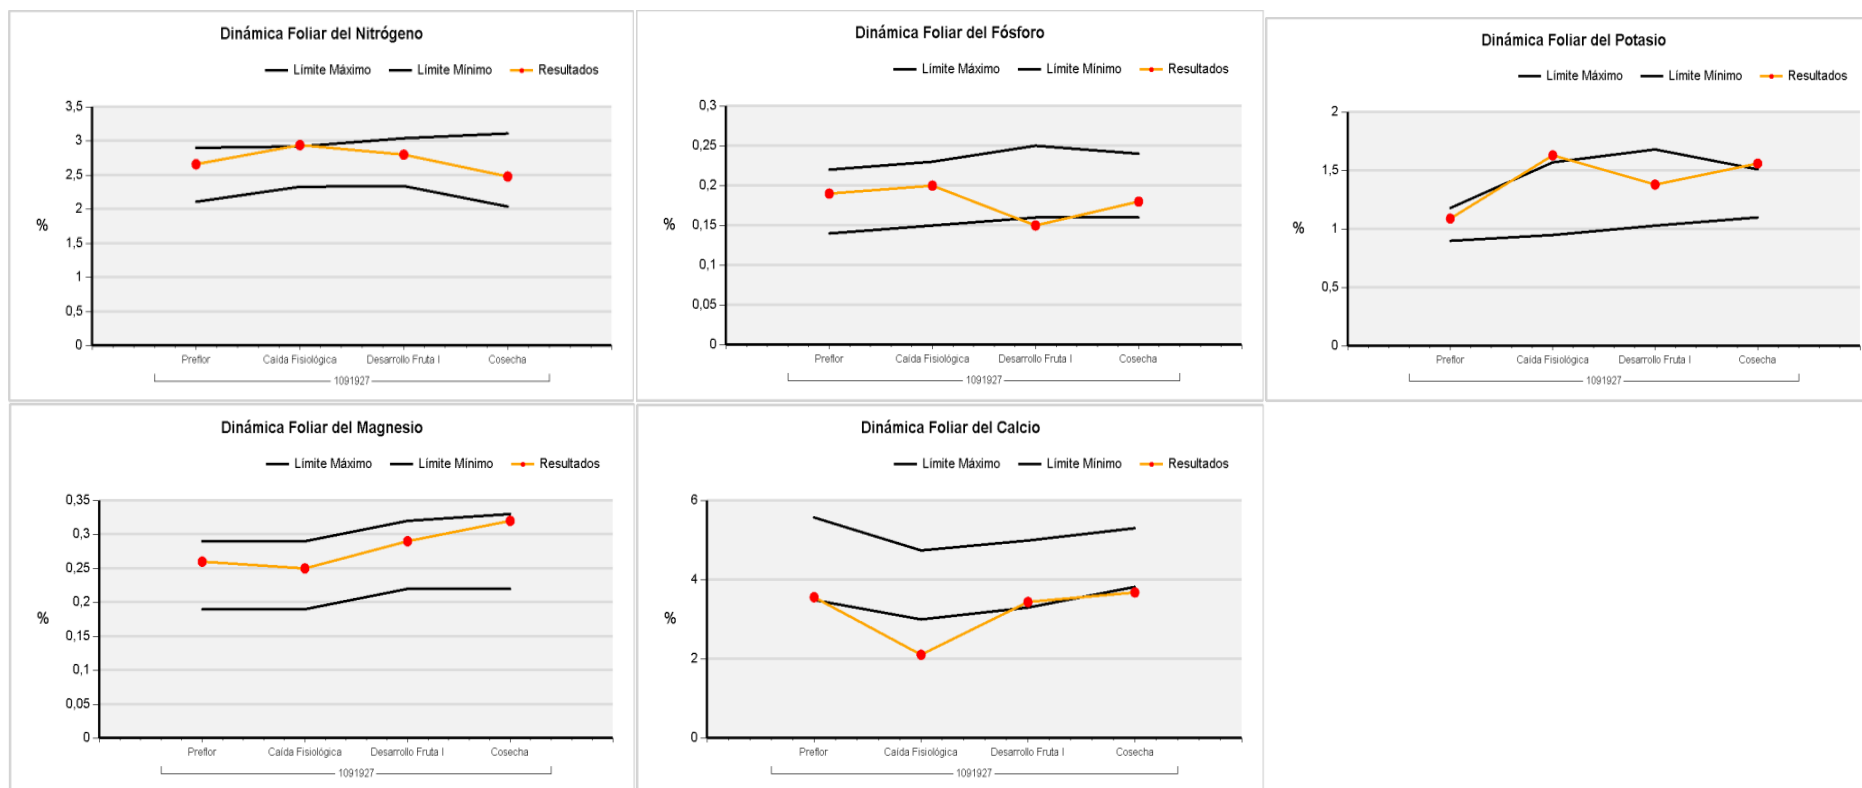 Dinámica Foliar del Nitrógeno
Límite Máximo Límite Mínimo Resultados
3,5
3
2,5
2
1,5
1
0,5
0
%
Preflor Caída Fisiológica Desarrollo Fruta I Cosecha
1091927
Dinámica Foliar del Fósforo
Límite Máximo Límite Mínimo Resultados
0,3
0,25
0,2
0,15
0,1
0,05
0
%
Preflor Caída Fisiológica Desarrollo Fruta I Cosecha
1091927
Dinámica Foliar del Potasio
Límite Máximo Límite Mínimo Resultados
2
1,5
1
0,5
0
%
Preflor Caída Fisiológica Desarrollo Fruta I Cosecha
1091927
Dinámica Foliar del Magnesio
Límite Máximo Límite Mínimo Resultados
0,35
0,3
0,25
0,2
0,15
0,1
0,05
0
%
Preflor Caída Fisiológica Desarrollo Fruta I Cosecha
1091927
Dinámica Foliar del Calcio
Límite Máximo Límite Mínimo Resultados
6
4
2
0
%
Preflor Caída Fisiológica Desarrollo Fruta I Cosecha
1091927